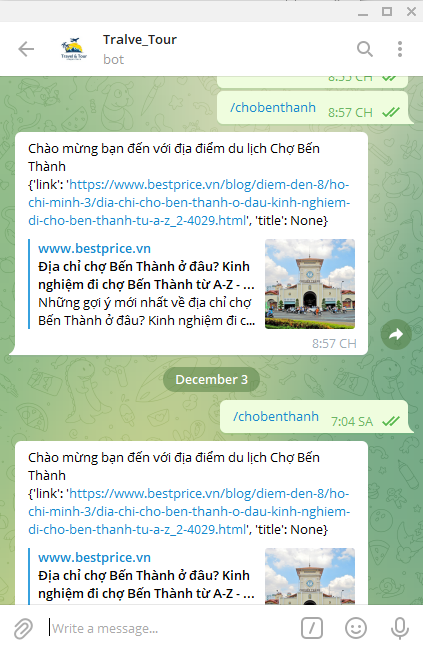 Tralve_Tour
bot
8:55 CH
/chobenthanh 8:57 CH
Chào mừng bạn đến với địa điểm du lịch Chợ Bến
Thành
{'link': 'https://www.bestprice.vn/blog/diem-den-8/ho-
chi-minh-3/dia-chi-cho-ben-thanh-o-dau-kinh-nghiem-
di-cho-ben-thanh-tu-a-z_2-4029.html', 'title': None}
www.bestprice.vn
Địa chỉ chợ Bến Thành ở đâu? Kinh
nghiệm đi chợ Bến Thành từ A-Z - ...
Những gợi ý mới nhất về địa chỉ chợ
Bến Thành ở đâu? Kinh nghiệm đi c...
8:57 CH
December 3
/chobenthanh 7:04 SA
Chào mừng bạn đến với địa điểm du lịch Chợ Bến
Thành
{'link': 'https://www.bestprice.vn/blog/diem-den-8/ho-
chi-minh-3/dia-chi-cho-ben-thanh-o-dau-kinh-nghiem-
di-cho-ben-thanh-tu-a-z_2-4029.html', 'title': None}
www.bestprice.vn
Địa chỉ chợ Bến Thành ở đâu? Kinh
nghiệm đi chợ Bến Thành từ A-Z - ...
Write a message...